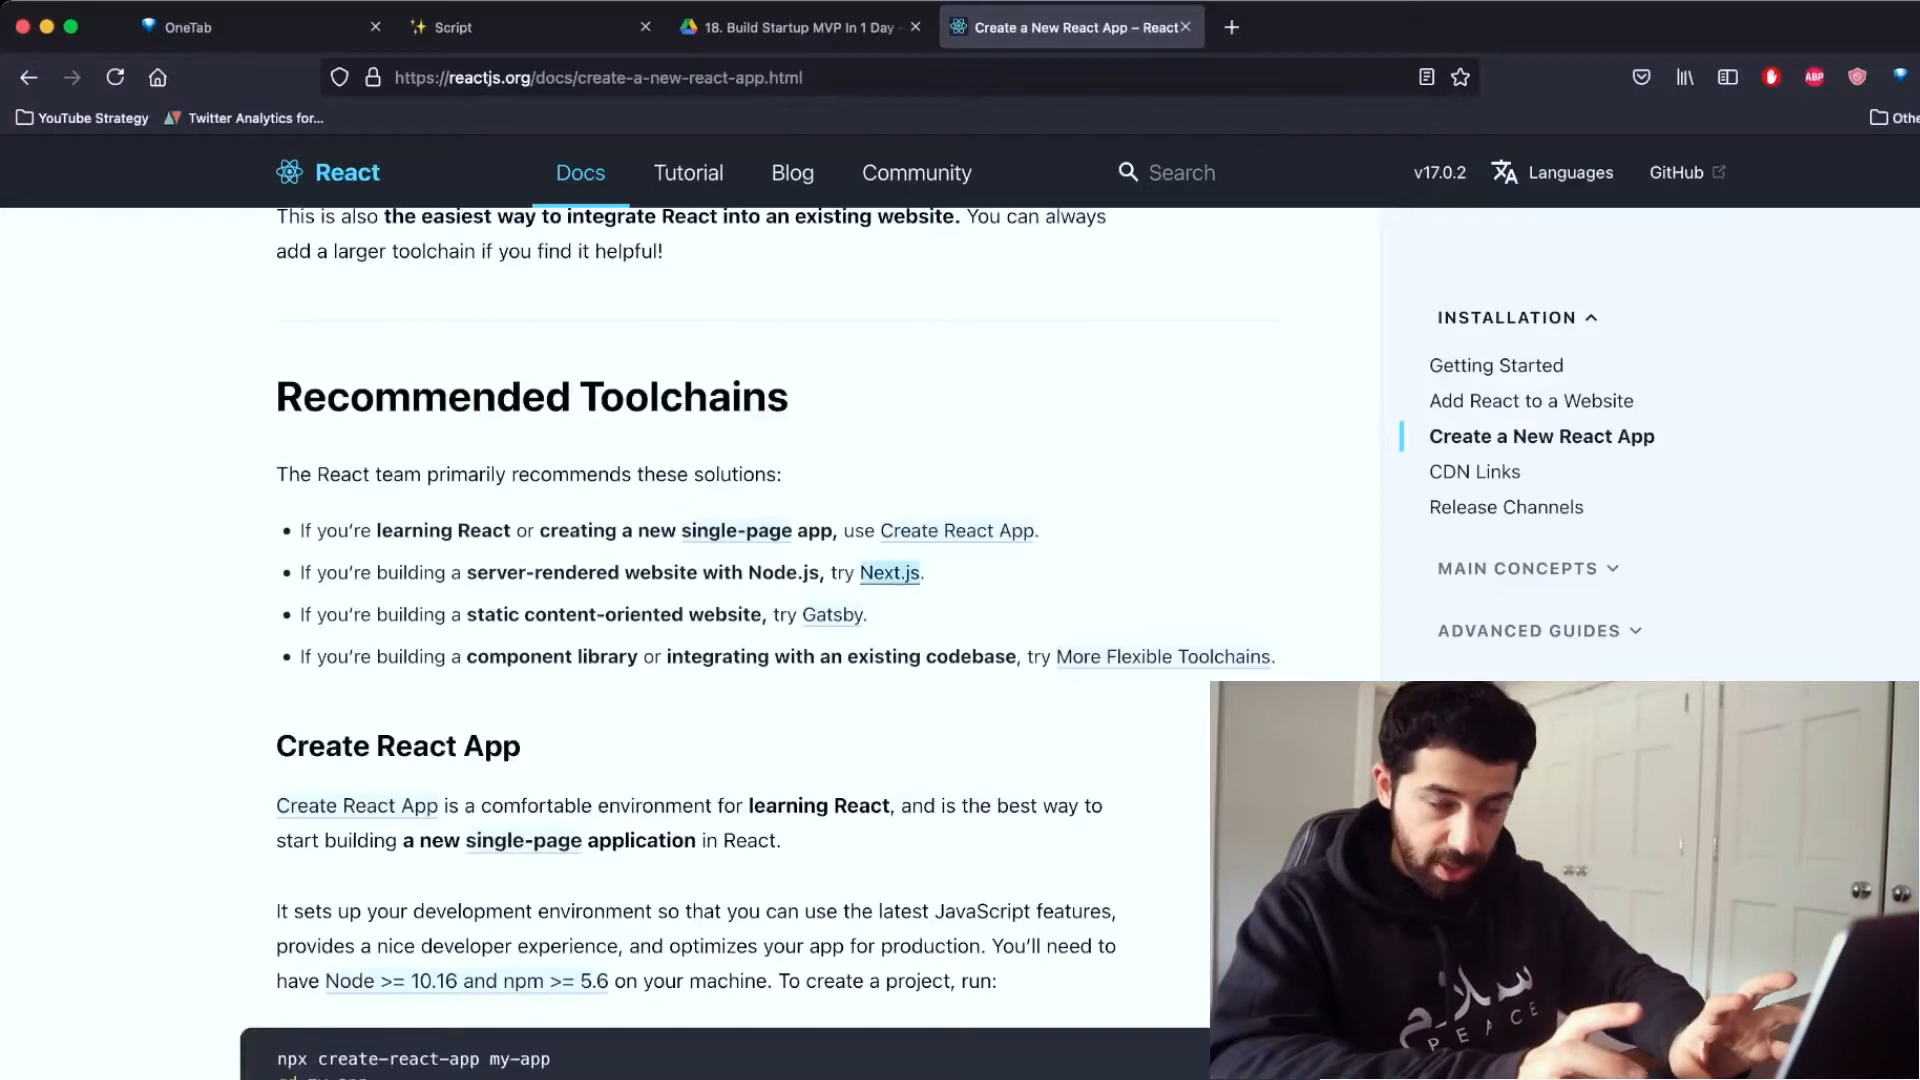 OneTab
Script
18. Build Startup MVP In 1 Day -
Create a New React App – React
https://reactjs.org/docs/create-a-new-react-app.html
ABP
YouTube Strategy
Twitter Analytics for...
Othe
React
Docs
Tutorial
Blog
Community
Search
v17.0.2
Languages
GitHub
This is also the easiest way to integrate React into an existing website. You can always
add a larger toolchain if you find it helpful!
Recommended Toolchains
The React team primarily recommends these solutions:
• If you’re learning React or creating a new single-page app, use Create React App.
• If you’re building a server-rendered website with Node.js, try Next.js.
• If you’re building a static content-oriented website, try Gatsby.
• If you’re building a component library or integrating with an existing codebase, try More Flexible Toolchains.
Create React App
Create React App is a comfortable environment for learning React, and is the best way to
start building a new single-page application in React.
It sets up your development environment so that you can use the latest JavaScript features,
provides a nice developer experience, and optimizes your app for production. You’ll need to
have Node >= 10.16 and npm >= 5.6 on your machine. To create a project, run:
npx create-react-app my-app
INSTALLATION
Getting Started
Add React to a Website
Create a New React App
CDN Links
Release Channels
MAIN CONCEPTS
ADVANCED GUIDES
سلام
PEACE